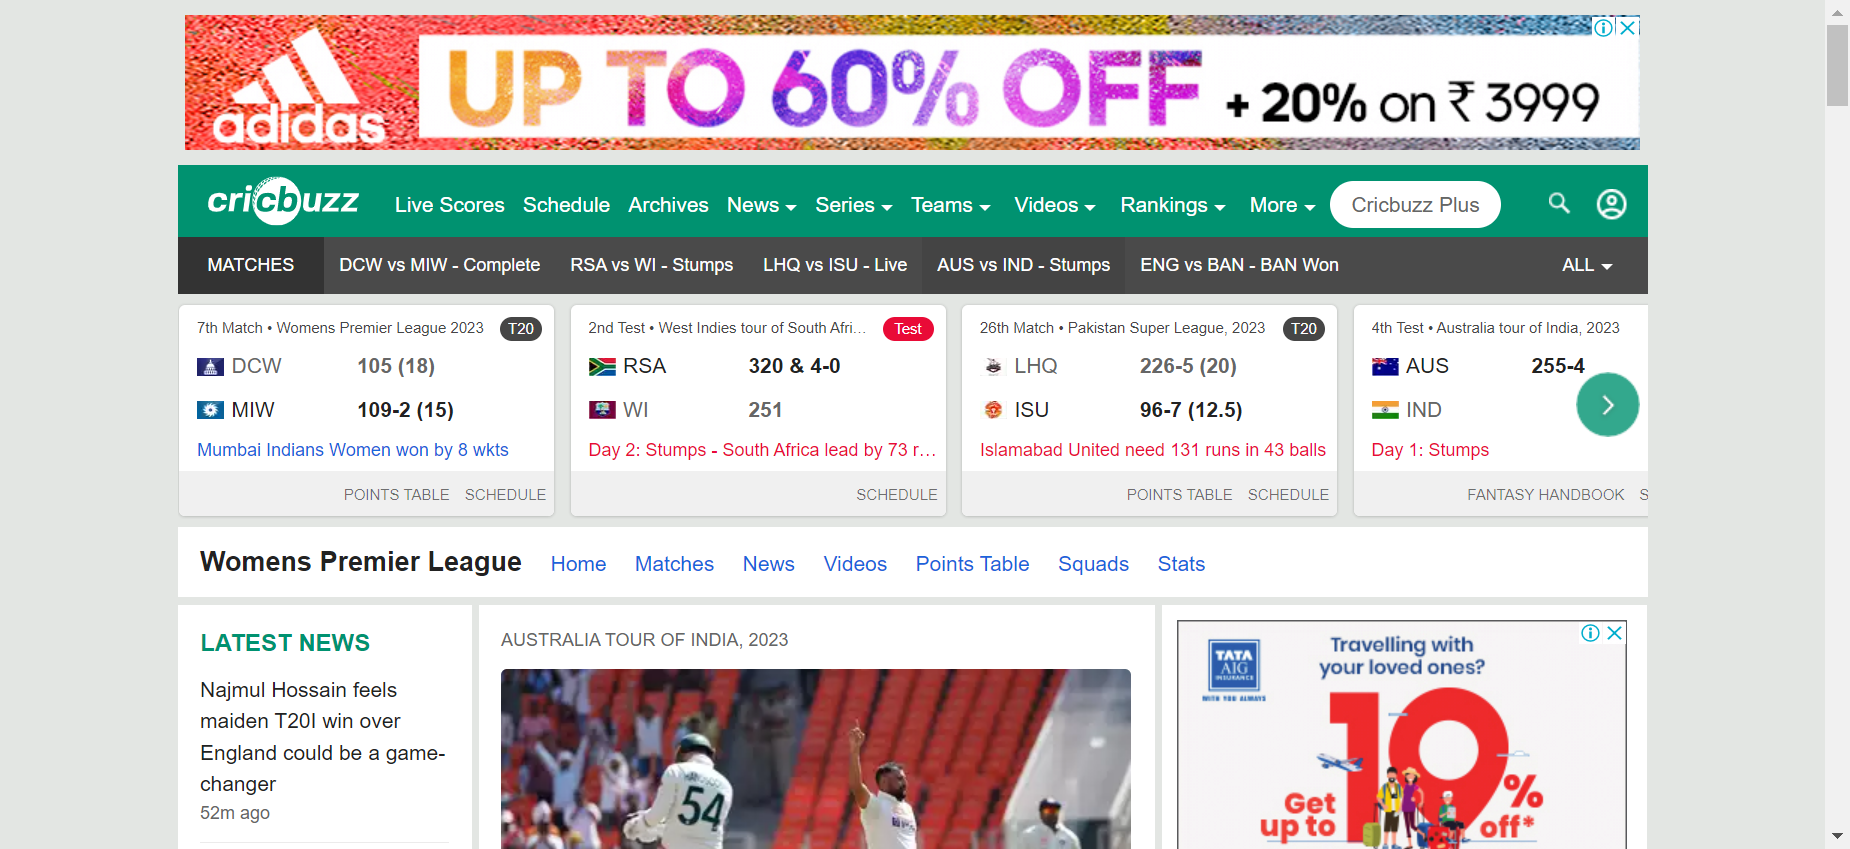 adidas
UP TO 60% OFF + 20% on ₹ 3999
cricbuzz Live Scores Schedule Archives News Series Teams Videos Rankings More Cricbuzz Plus
MATCHES DCW vs MIW - Complete RSA vs WI - Stumps LHQ vs ISU - Live AUS vs IND - Stumps ENG vs BAN - BAN Won ALL
7th Match • Womens Premier League 2023 T20
DCW 105 (18)
MIW 109-2 (15)
Mumbai Indians Women won by 8 wkts
POINTS TABLE SCHEDULE
2nd Test • West Indies tour of South Afri... Test
RSA 320 & 4-0
WI 251
Day 2: Stumps - South Africa lead by 73 r...
SCHEDULE
26th Match • Pakistan Super League, 2023 T20
LHQ 226-5 (20)
ISU 96-7 (12.5)
Islamabad United need 131 runs in 43 balls
POINTS TABLE SCHEDULE
4th Test • Australia tour of India, 2023
AUS 255-4
IND
Day 1: Stumps
FANTASY HANDBOOK S
Womens Premier League Home Matches News Videos Points Table Squads Stats
LATEST NEWS
Najmul Hossain feels
maiden T20I win over
England could be a game-
changer
52m ago
AUSTRALIA TOUR OF INDIA, 2023
54
TATA
AIG
INSURANCE
WITH YOU ALWAYS
Travelling with
your loved ones?
Get
up to
10%
off*